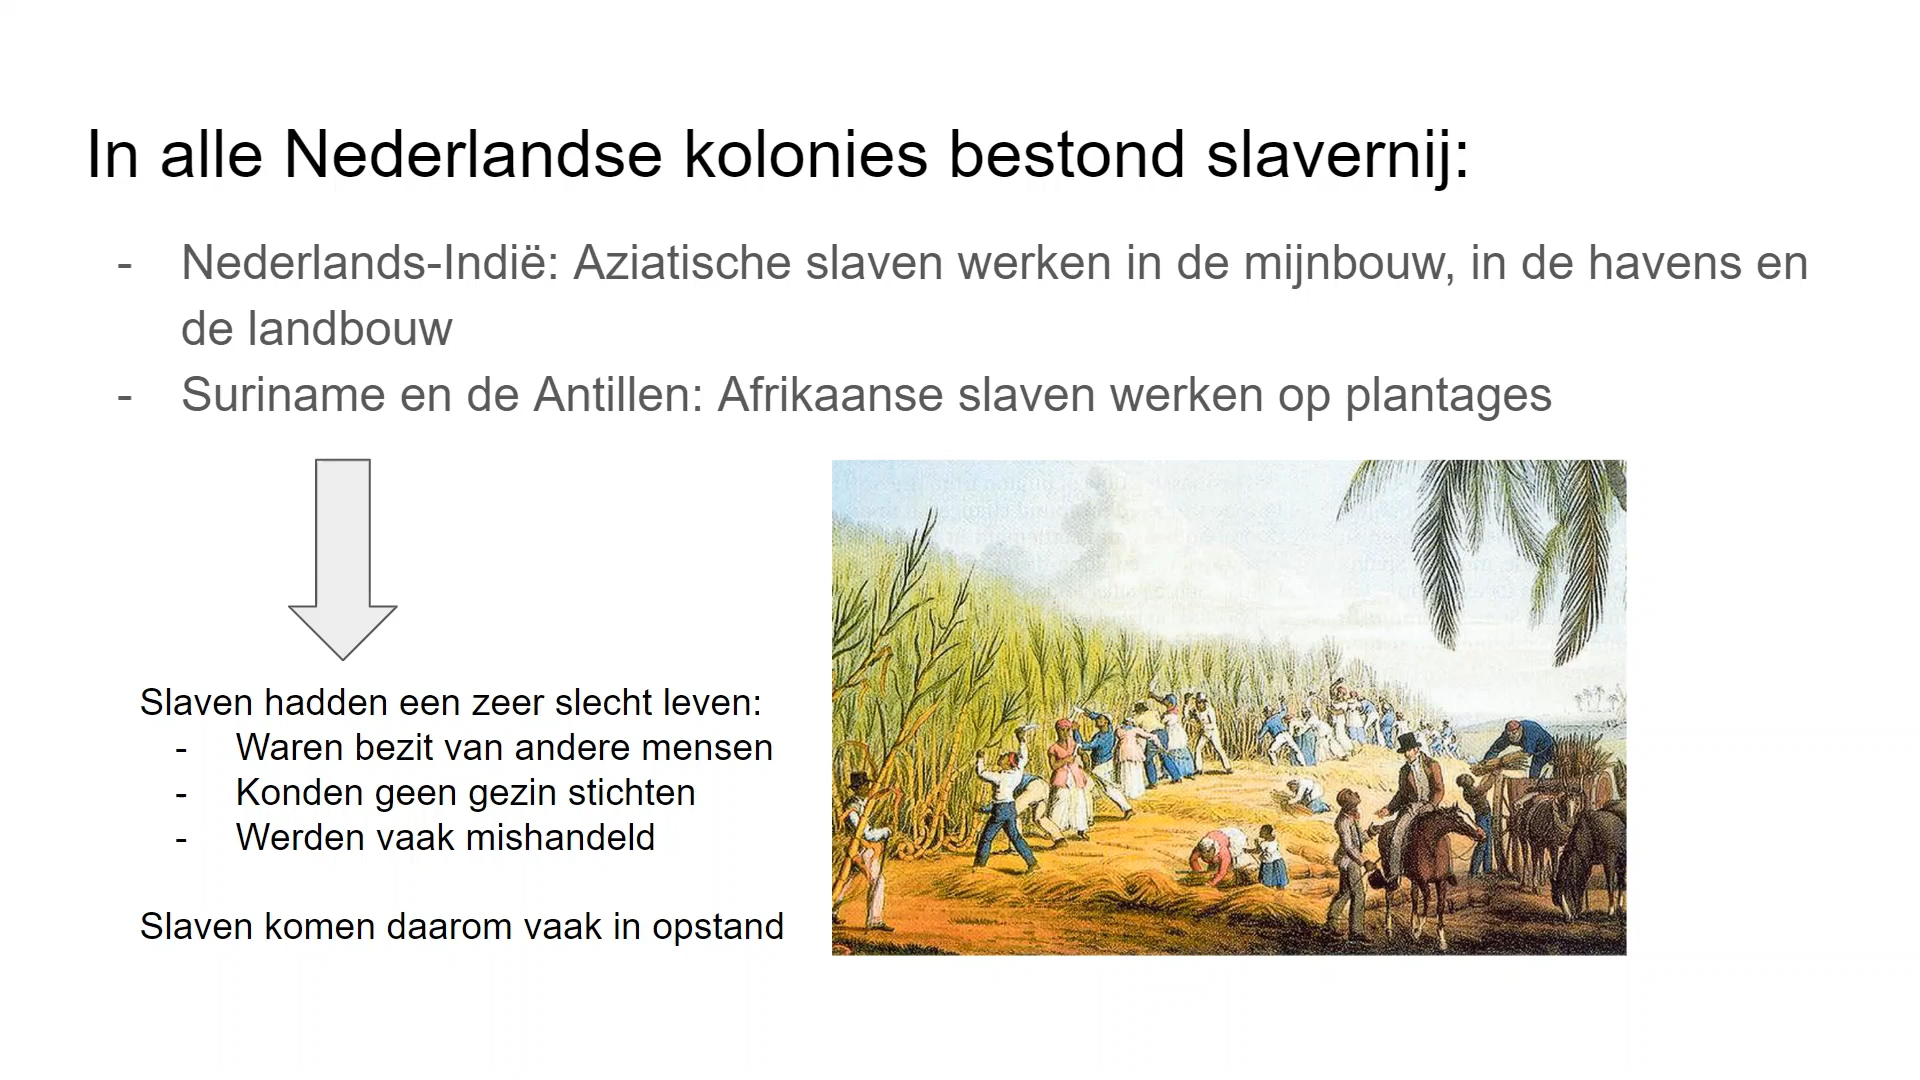 In alle Nederlandse kolonies bestond slavernij:
- Nederlands-Indië: Aziatische slaven werken in de mijnbouw, in de havens en
de landbouw
- Suriname en de Antillen: Afrikaanse slaven werken op plantages
Slaven hadden een zeer slecht leven:
- Waren bezit van andere mensen
- Konden geen gezin stichten
- Werden vaak mishandeld
Slaven komen daarom vaak in opstand